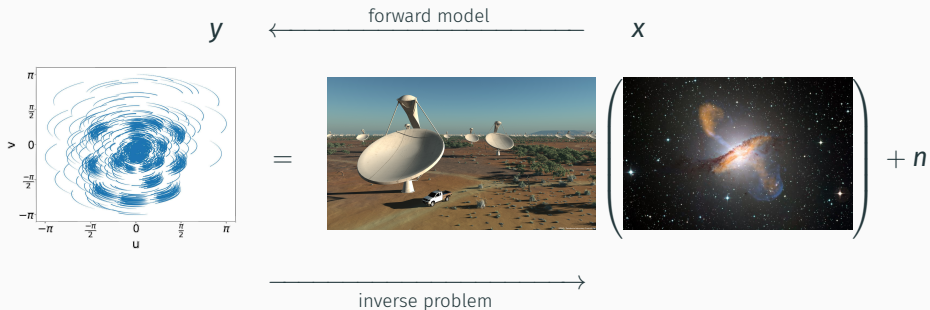 forward model
y
x
π
π/2
0
-π/2
-π
v
-π
-π/2
0
π/2
π
u
=
(
)
+ n
inverse problem